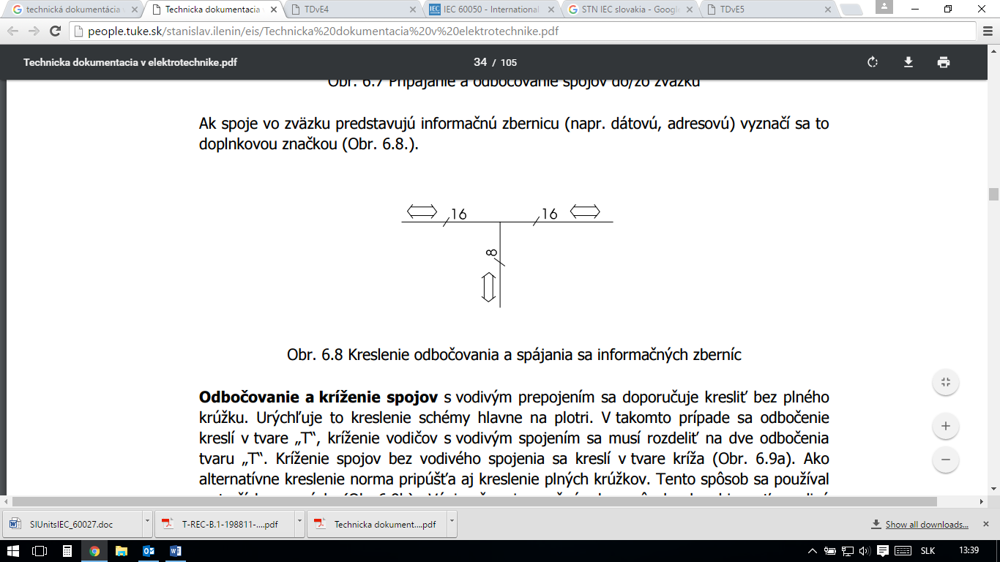 technická dokumentácia
Technicka dokumentacia
TDvE4
IEC 60050 - International
STN IEC slovakia - Google
TDvE5
people.tuke.sk/stanislav.ilenin/eis/Technicka%20dokumentacia%20v%20elektrotechnike.pdf
Technicka dokumentacia v elektrotechnike.pdf
34 / 105
Obr. 6.7 Pripájanie a odbočovanie spojov do/zo zväzku
Ak spoje vo zväzku predstavujú informačnú zbernicu (napr. dátovú, adresovú) vyznačí sa to
doplnkovou značkou (Obr. 6.8.).
16
16
8
Obr. 6.8 Kreslenie odbočovania a spájania sa informačných zberníc
Odbočovanie a kríženie spojov s vodivým prepojením sa doporučuje kresliť bez plného
krúžku. Urýchľuje to kreslenie schémy hlavne na plotri. V takomto prípade sa odbočenie
kreslí v tvare „T“, kríženie vodičov s vodivým spojením sa musí rozdeliť na dve odbočenia
tvaru „T“. Kríženie spojov bez vodivého spojenia sa kreslí v tvare kríža (Obr. 6.9a). Ako
alternatívne kreslenie norma pripúšťa aj kreslenie plných krúžkov. Tento spôsob sa používal
SIUnitsIEC_60027.doc
T-REC-B.1-198811-....pdf
Technicka dokument....pdf
Show all downloads...
SLK
13:39